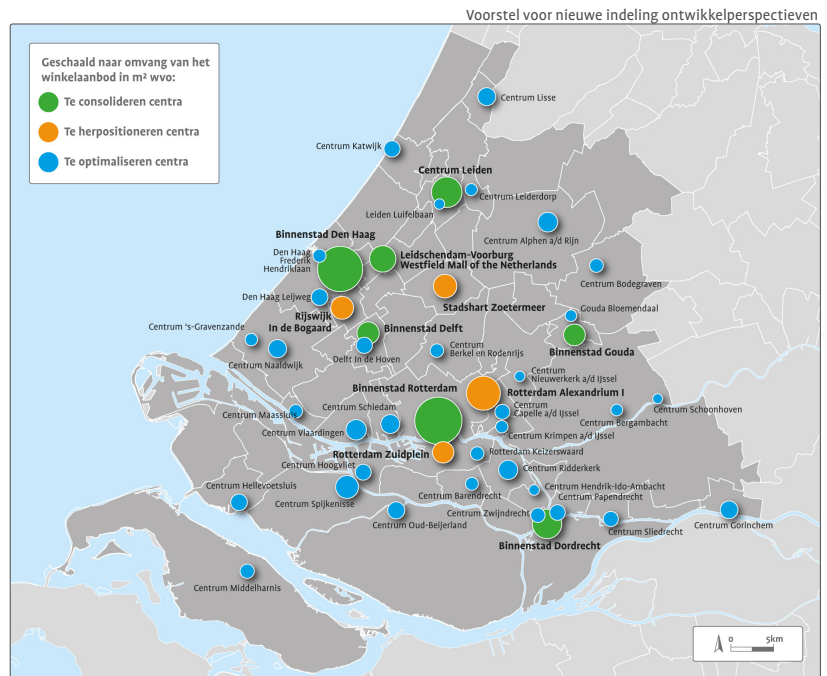 Voorstel voor nieuwe indeling ontwikkelperspectieven
Geschaald naar omvang van het
winkelaanbod in m² wvo:
Te consolideren centra
Te herpositioneren centra
Te optimaliseren centra
Centrum Lisse
Centrum Katwijk
Centrum Leiden
Centrum Leiderdorp
Leiden Luifelbaan
Centrum Alphen a/d Rijn
Binnenstad Den Haag
Den Haag
Frederik
Hendriklaan
Leidschendam-Voorburg
Westfield Mall of the Netherlands
Centrum Bodegraven
Den Haag Leijweg
Stadshart Zoetermeer
Gouda Bloemendaal
Rijswijk
In de Bogaard
Centrum 's-Gravenzande
Binnenstad Delft
Binnenstad Gouda
Centrum Naaldwijk
Delft In de Hoven
Centrum
Berkel en Rodenrijs
Centrum
Nieuwerkerk a/d IJssel
Binnenstad Rotterdam
Rotterdam Alexandrium I
Centrum Schoonhoven
Centrum Maassluis
Centrum Schiedam
Centrum
Capelle a/d IJssel
Centrum Bergambacht
Centrum Vlaardingen
Centrum Krimpen a/d IJssel
Rotterdam Zuidplein
Rotterdam Keizerswaard
Centrum Hoogvliet
Centrum Ridderkerk
Centrum Hellevoetsluis
Centrum Hendrik-Ido-Ambacht
Centrum Barendrecht
Centrum Papendrecht
Centrum Spijkenisse
Centrum Zwijndrecht
Centrum Oud-Beijerland
Centrum Sliedrecht
Centrum Gorinchem
Binnenstad Dordrecht
Centrum Middelharnis
0 5km